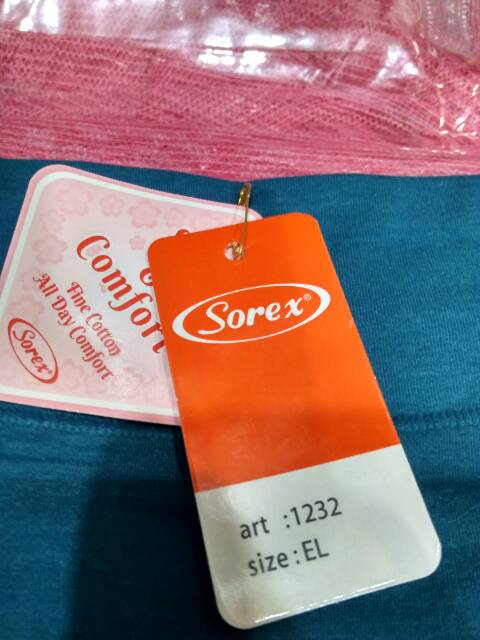 Comfort
Fine Cotton
All Day Comfort
Sorex
Sorex®
art :1232
size:EL